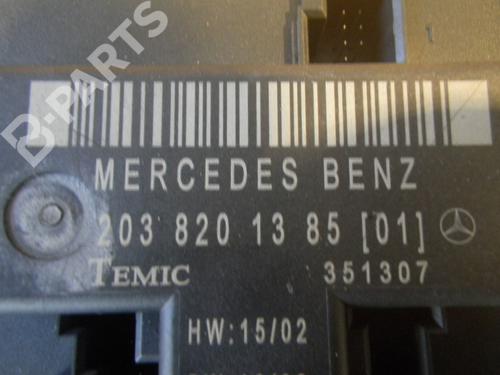 B-PARTS
MERCEDES BENZ
203 820 13 85 [01]
TEMIC 351307
HW:15/02